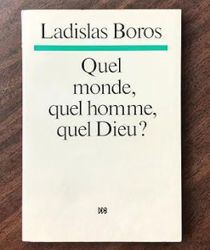 Ladislas Boros
Quel
monde,
quel homme,
quel Dieu?
DDB